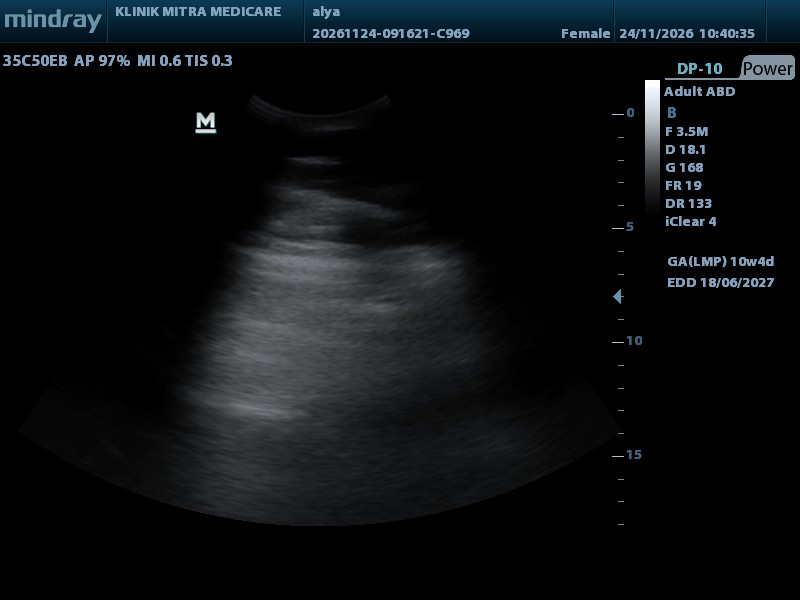 mindray
KLINIK MITRA MEDICARE
alya
20261124-091621-C969
Female
24/11/2026 10:40:35
35C50EB AP 97% MI 0.6 TIS 0.3
DP-10
Power
Adult ABD
B
F 3.5M
D 18.1
G 168
FR 19
DR 133
iClear 4
GA(LMP) 10w4d
EDD 18/06/2027
M
0
5
10
15